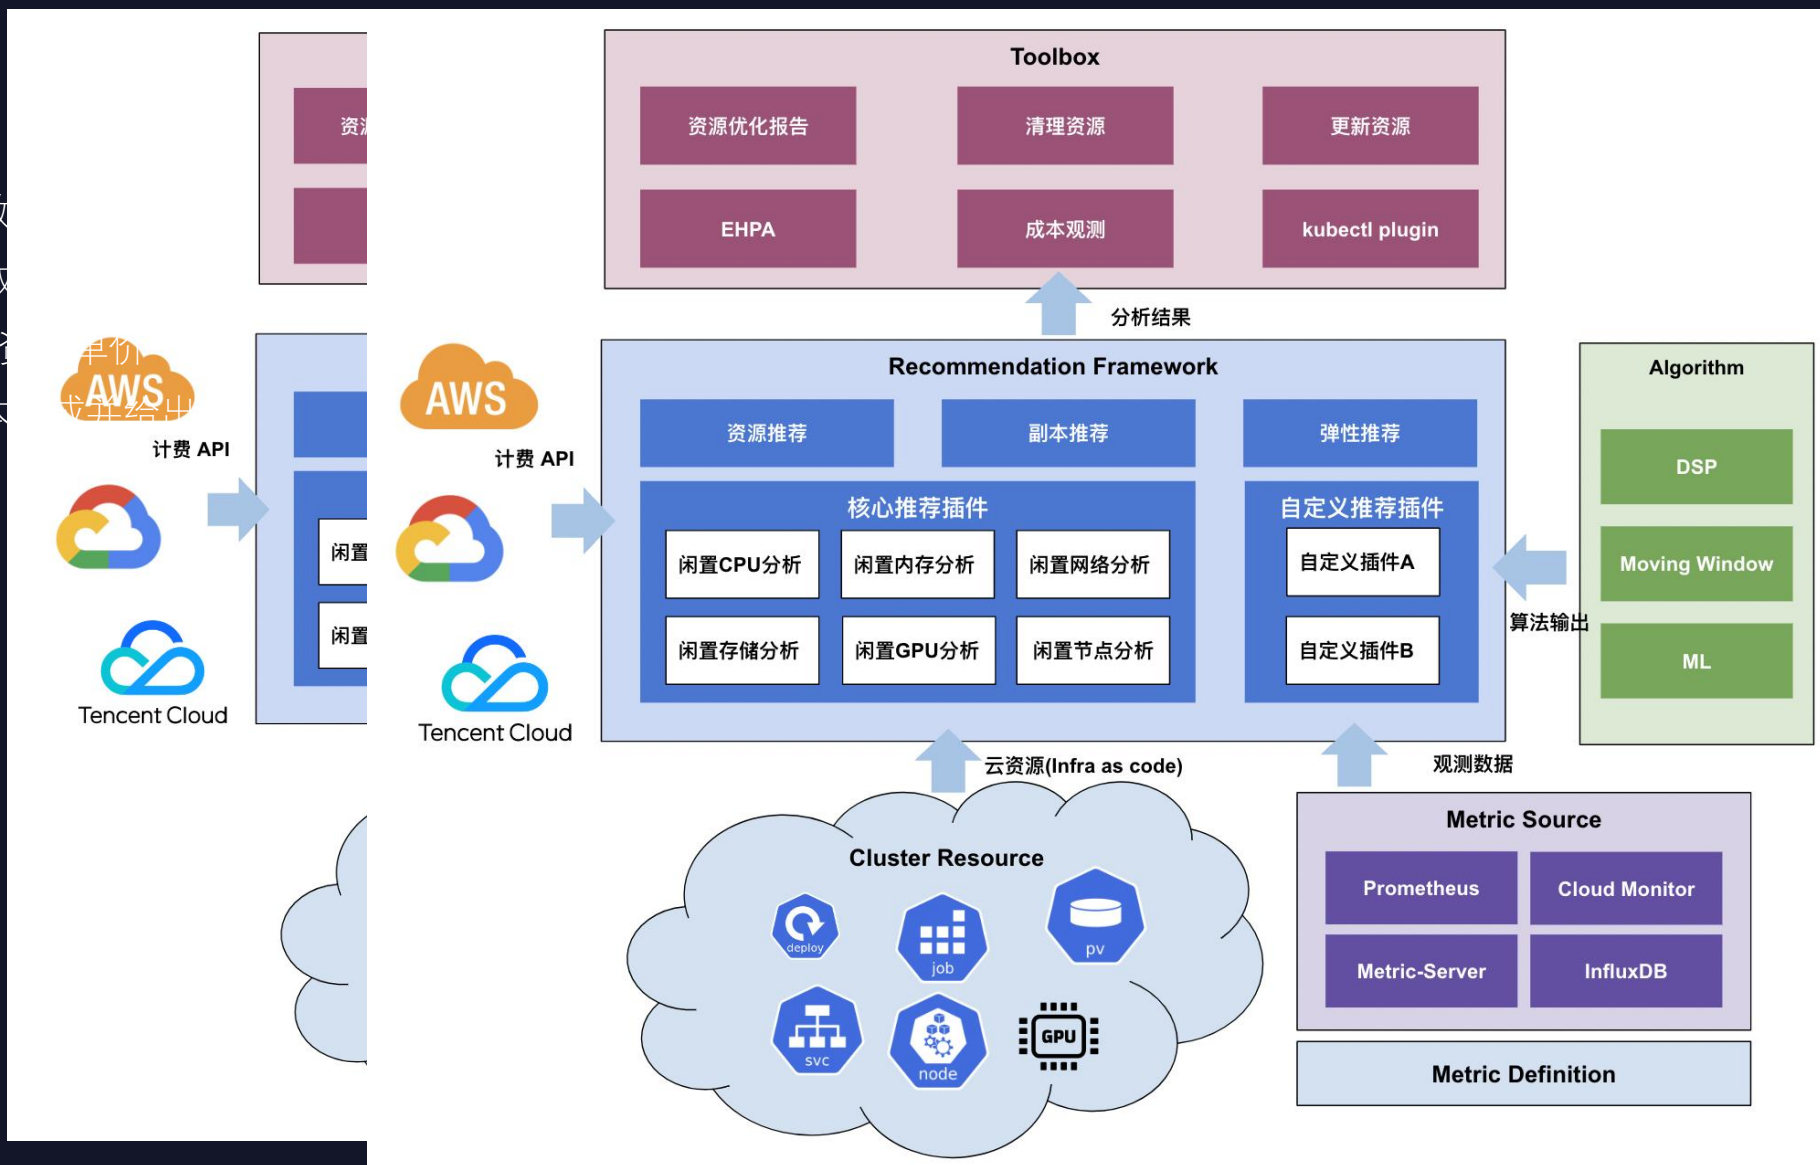 Toolbox
资源优化报告
清理资源
更新资源
EHPA
成本观测
kubectl plugin
分析结果
Recommendation Framework
资源推荐
副本推荐
弹性推荐
核心推荐插件
闲置CPU分析
闲置内存分析
闲置网络分析
闲置存储分析
闲置GPU分析
闲置节点分析
自定义推荐插件
自定义插件A
自定义插件B
Algorithm
DSP
Moving Window
ML
算法输出
AWS
计费 API
Tencent Cloud
云资源(Infra as code)
观测数据
Cluster Resource
deploy
job
pv
svc
node
GPU
Metric Source
Prometheus
Cloud Monitor
Metric-Server
InfluxDB
Metric Definition
单价
AWS
并给出
计费 API
闲置
闲置
Tencent Cloud